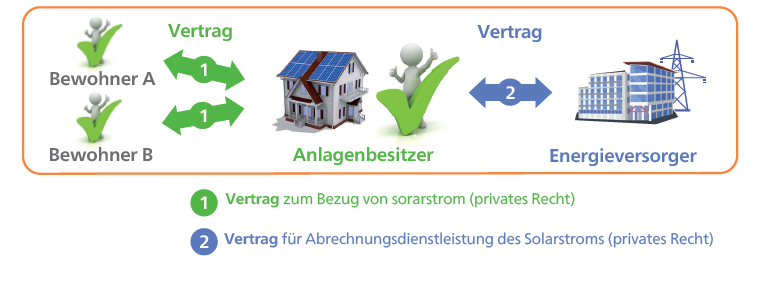 Vertrag
Vertrag
Bewohner A
1
2
1
Bewohner B
Anlagenbesitzer
Energieversorger
1 Vertrag zum Bezug von sorarstrom (privates Recht)
2 Vertrag für Abrechnungsdienstleistung des Solarstroms (privates Recht)